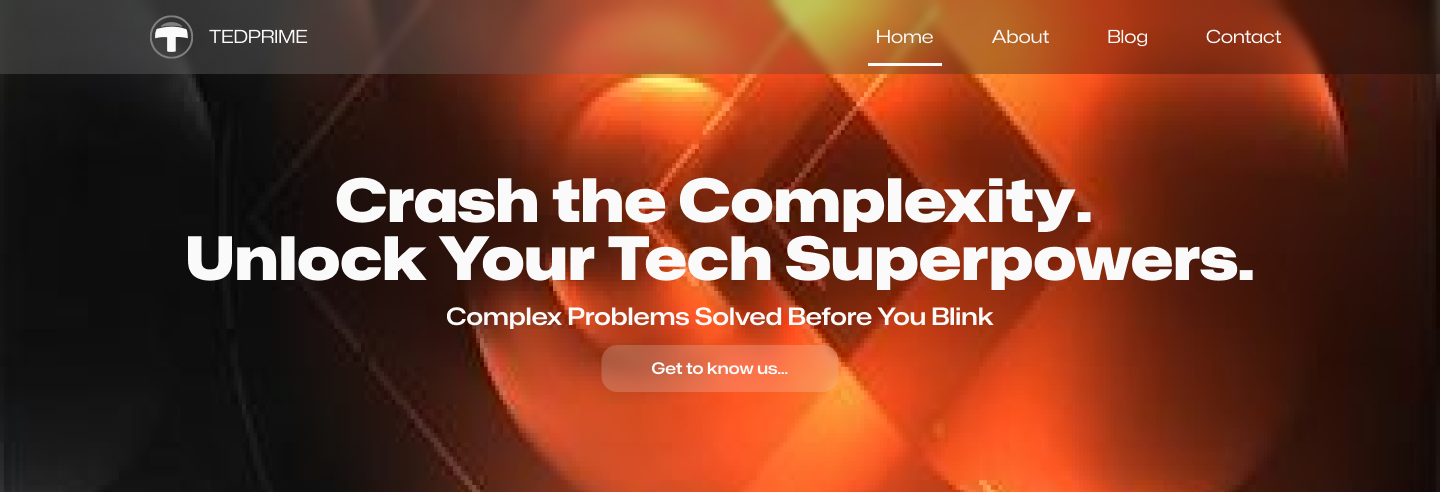 TEDPRIME
Home About Blog Contact
Crash the Complexity.
Unlock Your Tech Superpowers.
Complex Problems Solved Before You Blink
Get to know us...